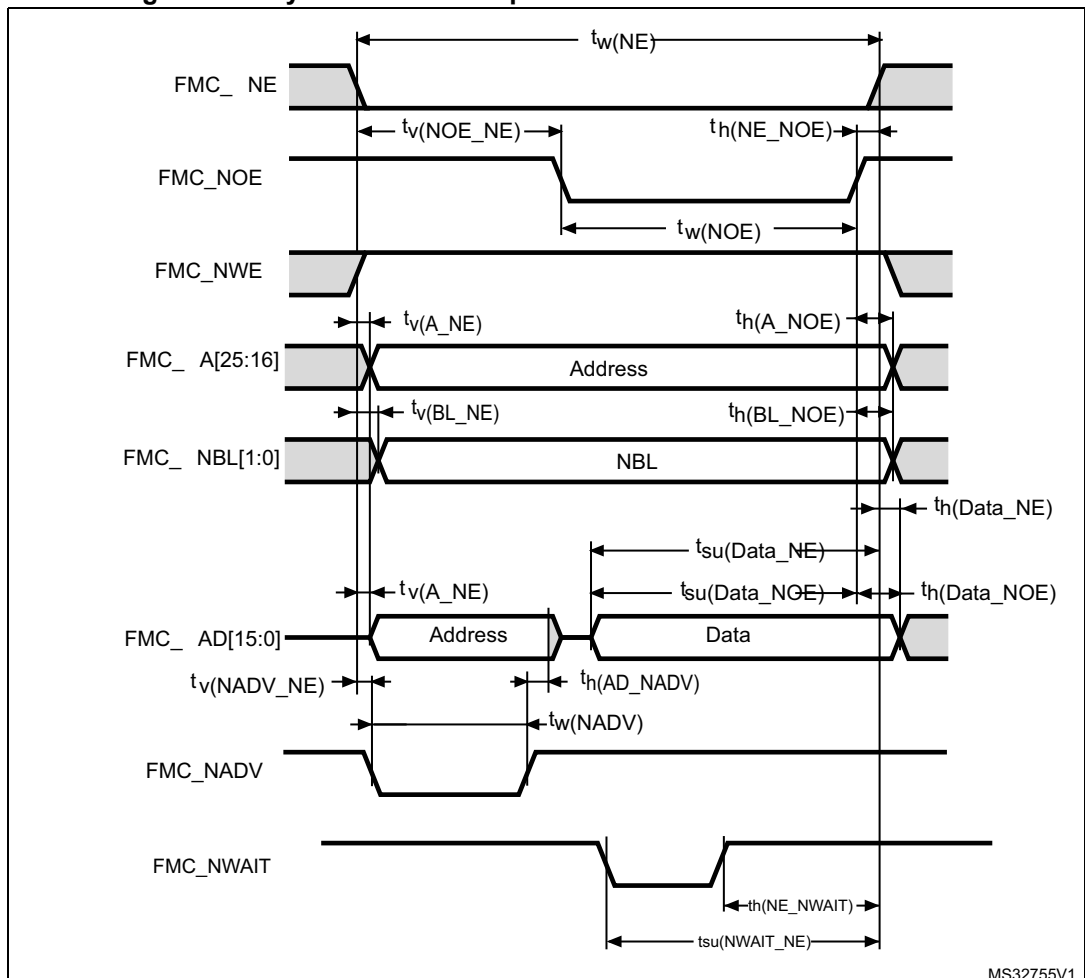 tw(NE)
FMC_ NE
tv(NOE_NE)
th(NE_NOE)
FMC_NOE
tw(NOE)
FMC_NWE
tv(A_NE)
th(A_NOE)
FMC_ A[25:16]
Address
tv(BL_NE)
th(BL_NOE)
FMC_ NBL[1:0]
NBL
th(Data_NE)
tsu(Data_NE)
tv(A_NE)
tsu(Data_NOE)
th(Data_NOE)
FMC_ AD[15:0]
Address
Data
tv(NADV_NE)
th(AD_NADV)
tw(NADV)
FMC_NADV
FMC_NWAIT
th(NE_NWAIT)
tsu(NWAIT_NE)
MS32755V1